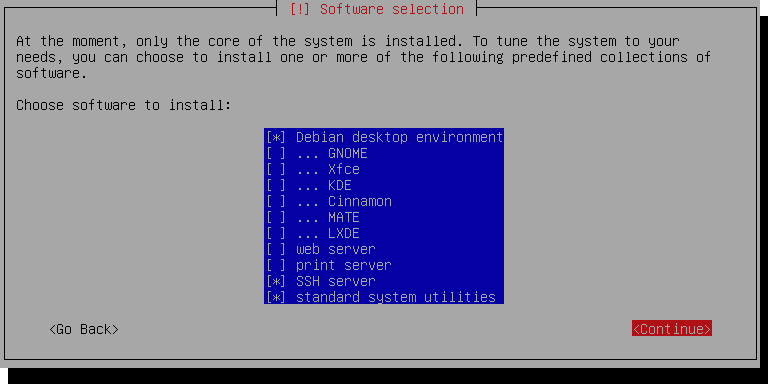 [!] Software selection
At the moment, only the core of the system is installed. To tune the system to your
needs, you can choose to install one or more of the following predefined collections of
software.
Choose software to install:
[*] Debian desktop environment
[ ] ... GNOME
[ ] ... Xfce
[ ] ... KDE
[ ] ... Cinnamon
[ ] ... MATE
[ ] ... LXDE
[ ] web server
[ ] print server
[*] SSH server
[*] standard system utilities
<Go Back> <Continue>